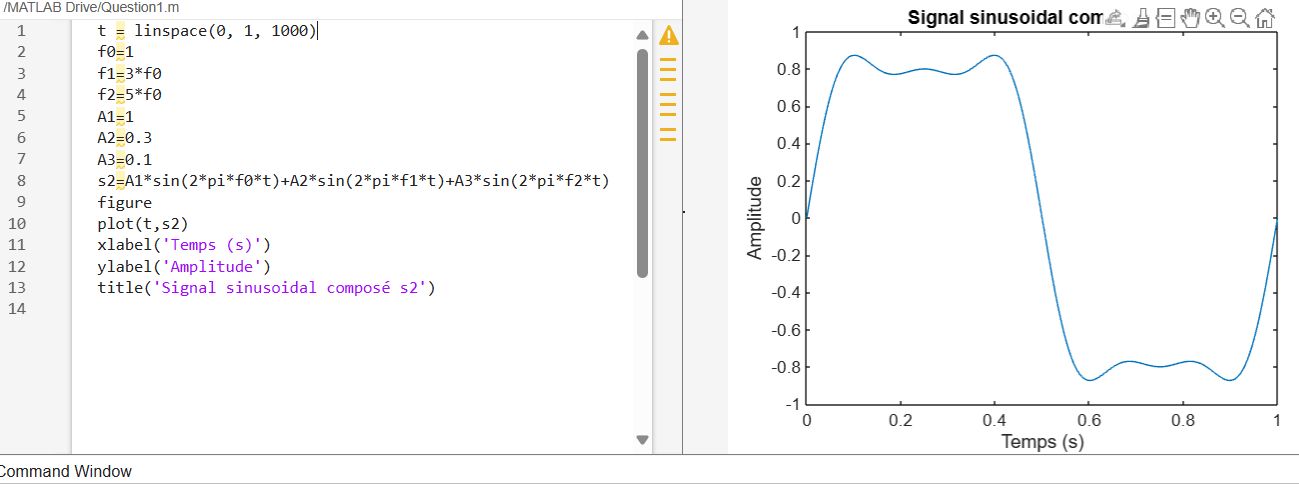 /MATLAB Drive/Question1.m
1 t = linspace(0, 1, 1000)
2 f0=1
3 f1=3*f0
4 f2=5*f0
5 A1=1
6 A2=0.3
7 A3=0.1
8 s2=A1*sin(2*pi*f0*t)+A2*sin(2*pi*f1*t)+A3*sin(2*pi*f2*t)
9 figure
10 plot(t,s2)
11 xlabel('Temps (s)')
12 ylabel('Amplitude')
13 title('Signal sinusoidal composé s2')
14
Command Window
Signal sinusoidal com
1
0.8
0.6
0.4
0.2
0
-0.2
-0.4
-0.6
-0.8
-1
Amplitude
0 0.2 0.4 0.6 0.8 1
Temps (s)